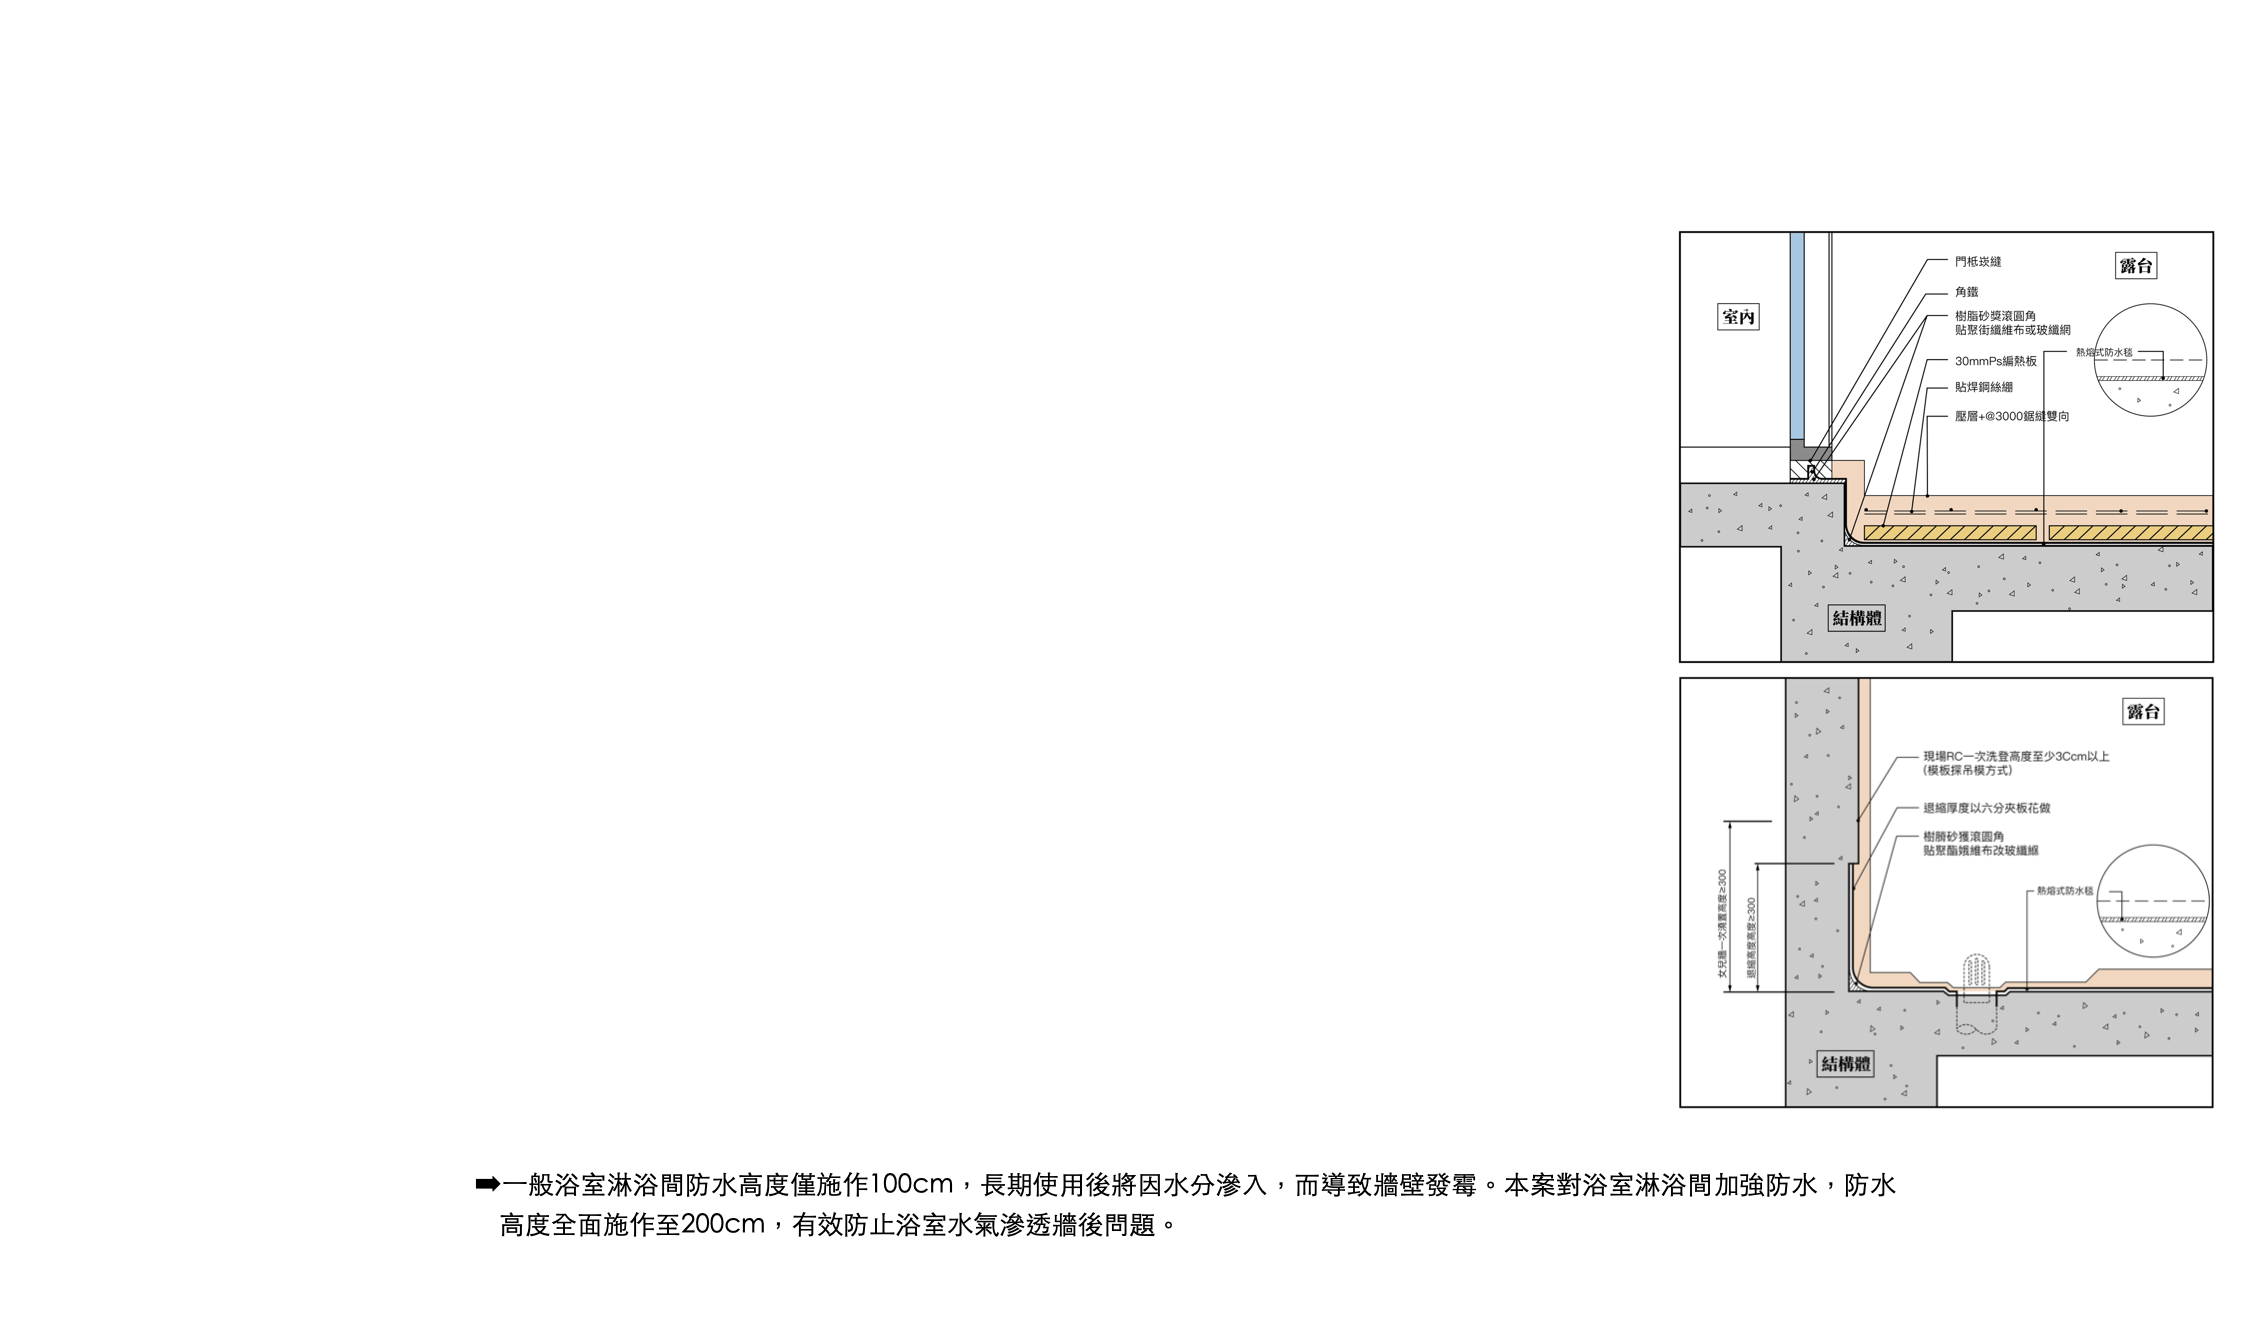 室內
露台
門柢崁縫
角鐵
樹脂砂獎滾圓角
貼聚街纖維布或玻纖網
熱熔式防水毯
30mmPs編熱板
貼焊鋼絲綳
壓層+@3000鋸縫雙向
結構體
露台
現場RC一次洗登高度至少3Ccm以上
(模板探吊模方式)
退縮厚度以六分夾板花做
樹勝砂獲滾圓角
貼聚酯娥維布改玻纖綵
熱熔式防水毯
女兒牆一次澆置高度≥300
退縮高度高度≥300
結構體
➡一般浴室淋浴間防水高度僅施作100cm，長期使用後將因水分滲入，而導致牆壁發霉。本案對浴室淋浴間加強防水，防水
高度全面施作至200cm，有效防止浴室水氣滲透牆後問題。